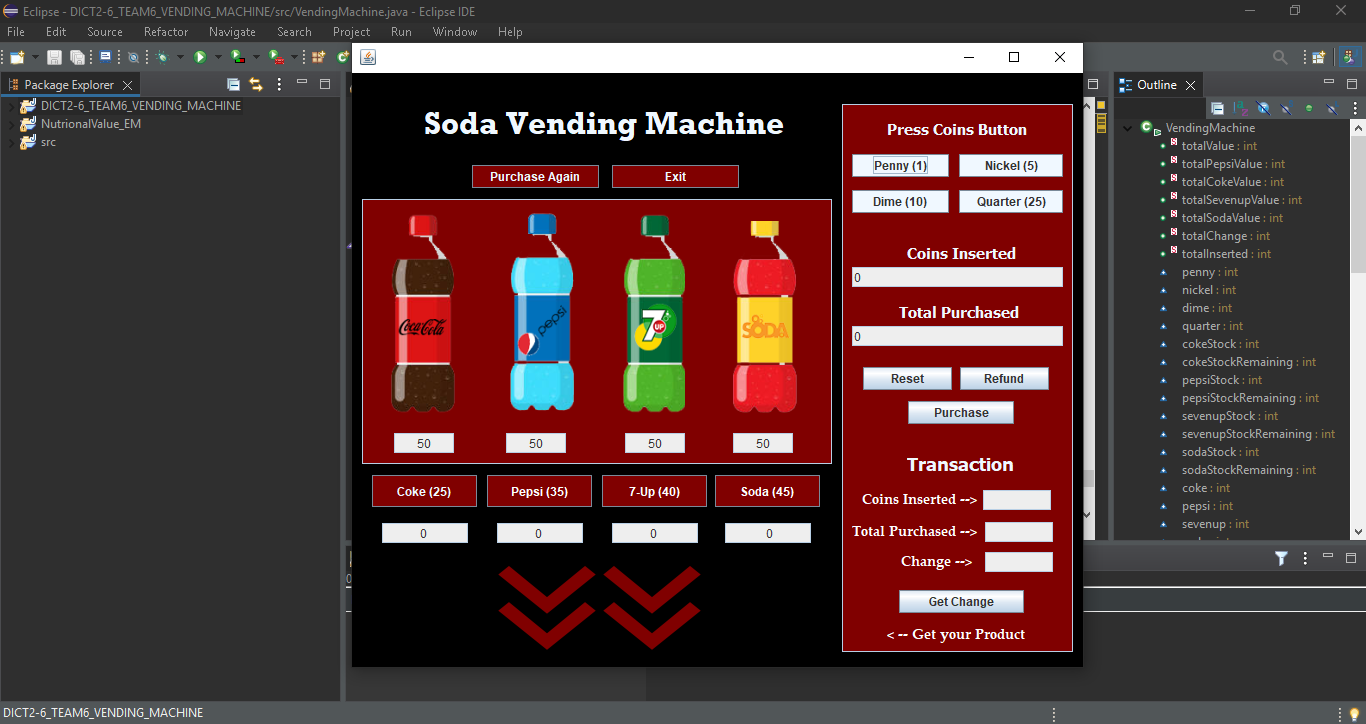 Eclipse - DICT2-6_TEAM6_VENDING_MACHINE/src/VendingMachine.java - Eclipse IDE
File Edit Source Refactor Navigate Search Project Run Window Help
Package Explorer
DICT2-6_TEAM6_VENDING_MACHINE
NutrionalValue_EM
src
Soda Vending Machine
Purchase Again Exit
Coca-Cola pepsi 7UP SODA
50 50 50 50
Coke (25) Pepsi (35) 7-Up (40) Soda (45)
0 0 0 0
Press Coins Button
Penny (1) Nickel (5)
Dime (10) Quarter (25)
Coins Inserted
0
Total Purchased
0
Reset Refund
Purchase
Transaction
Coins Inserted -->
Total Purchased -->
Change -->
Get Change
< -- Get your Product
Outline
VendingMachine
totalValue : int
totalPepsiValue : int
totalCokeValue : int
totalSevenupValue : int
totalSodaValue : int
totalChange : int
totalInserted : int
penny : int
nickel : int
dime : int
quarter : int
cokeStock : int
cokeStockRemaining : int
pepsiStock : int
pepsiStockRemaining : int
sevenupStock : int
sevenupStockRemaining : int
sodaStock : int
sodaStockRemaining : int
coke : int
pepsi : int
sevenup : int
DICT2-6_TEAM6_VENDING_MACHINE